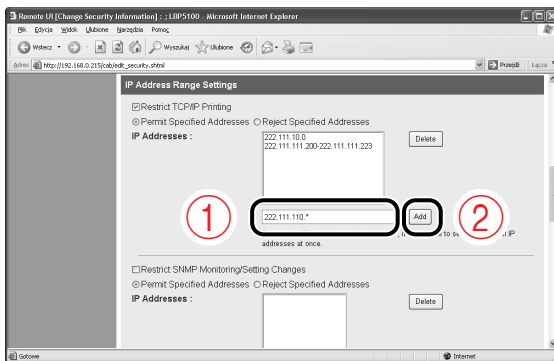 Remote UI [Change Security Information] : ; LBP5100 - Microsoft Internet Explorer
Plik Edycja Widok Ulubione Narzędzia Pomoc
Wstecz Wyszukaj Ulubione
Adres http://192.168.0.215/cab/edit_security.shtml Przejdź Łącza
IP Address Range Settings
Restrict TCP/IP Printing
Permit Specified Addresses Reject Specified Addresses
IP Addresses :
222.111.10.0
222.111.111.200-222.111.111.223
Delete
1 222.111.110.* Add 2
to IP
addresses at once.
Restrict SNMP Monitoring/Setting Changes
Permit Specified Addresses Reject Specified Addresses
IP Addresses :
Delete
Gotowe Internet